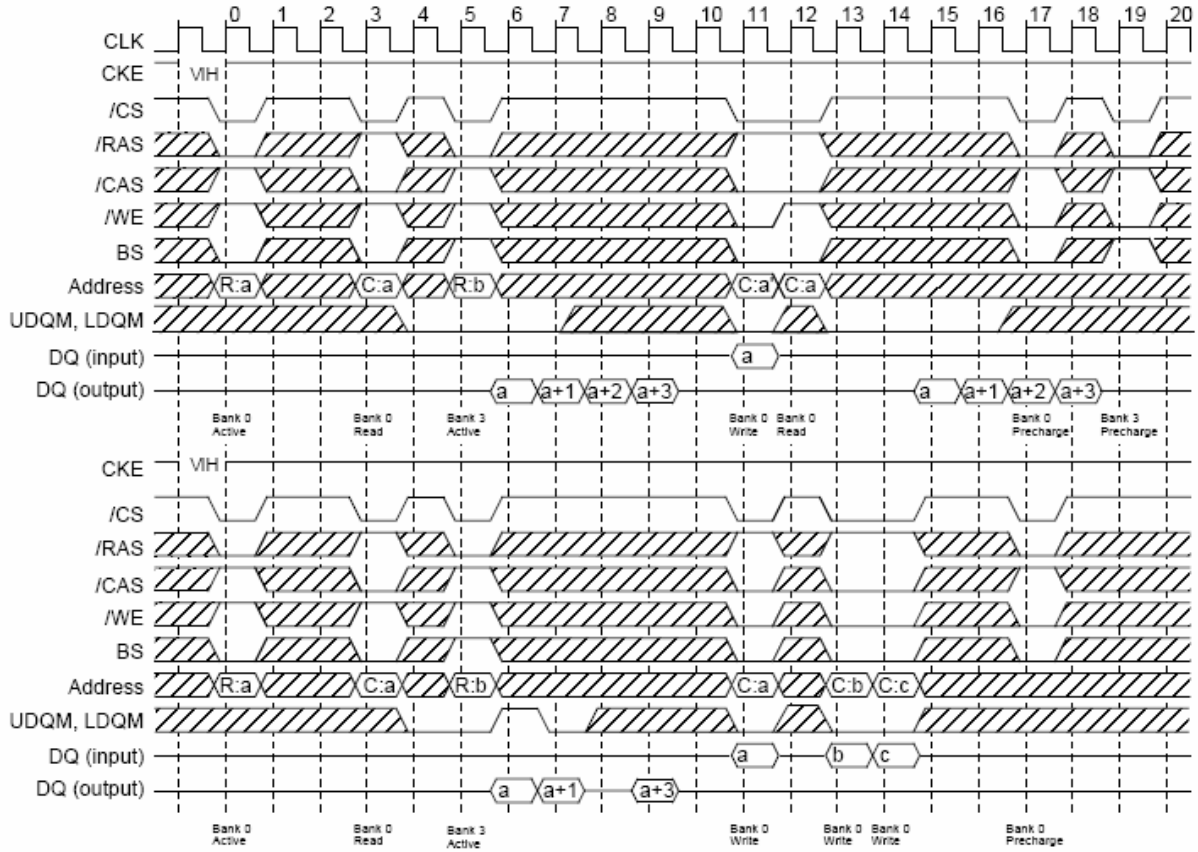 0 1 2 3 4 5 6 7 8 9 10 11 12 13 14 15 16 17 18 19 20
CLK
CKE VIH
/CS
/RAS
/CAS
/WE
BS
Address R:a C:a R:b C:a' C:a
UDQM, LDQM
DQ (input) a
DQ (output) a a+1 a+2 a+3 a a+1 a+2 a+3
Bank 0 Bank 0 Bank 3 Bank 0 Bank 0 Bank 0 Bank 3
Active Read Active Write Read Precharge Precharge
CKE VIH
/CS
/RAS
/CAS
/WE
BS
Address R:a C:a R:b C:a C:b C:c
UDQM, LDQM
DQ (input) a b c
DQ (output) a a+1 a+3
Bank 0 Bank 0 Bank 3 Bank 0 Bank 0 Bank 0 Bank 0
Active Read Active Write Write Write Precharge